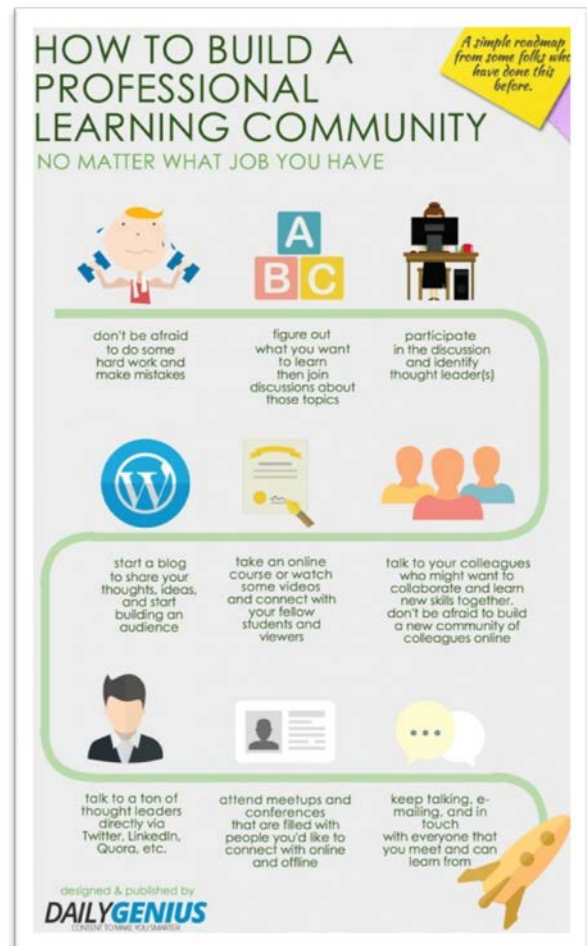 HOW TO BUILD A
PROFESSIONAL
LEARNING COMMUNITY
NO MATTER WHAT JOB YOU HAVE
A simple roadmap
from some folks who
have done this
before.
A
B C
don't be afraid
to do some
hard work and
make mistakes
figure out
what you want
to learn
then join
discussions about
those topics
participate
in the discussion
and identify
thought leader(s)
W
start a blog
to share your
thoughts, ideas,
and start
building an
audience
take an online
course or watch
some videos
and connect with
your fellow
students and
viewers
talk to your colleagues
who might want to
collaborate and learn
new skills together.
don't be afraid to build
a new community of
colleagues online
talk to a ton of
thought leaders
directly via
Twitter, LinkedIn,
Quora, etc.
attend meetups and
conferences
that are filled with
people you'd like to
connect with online
and offline
keep talking, e-
mailing, and in
touch
with everyone that
you meet and can
learn from
designed & published by
DAILYGENIUS
CONTENT TO MAKE YOU SMARTER